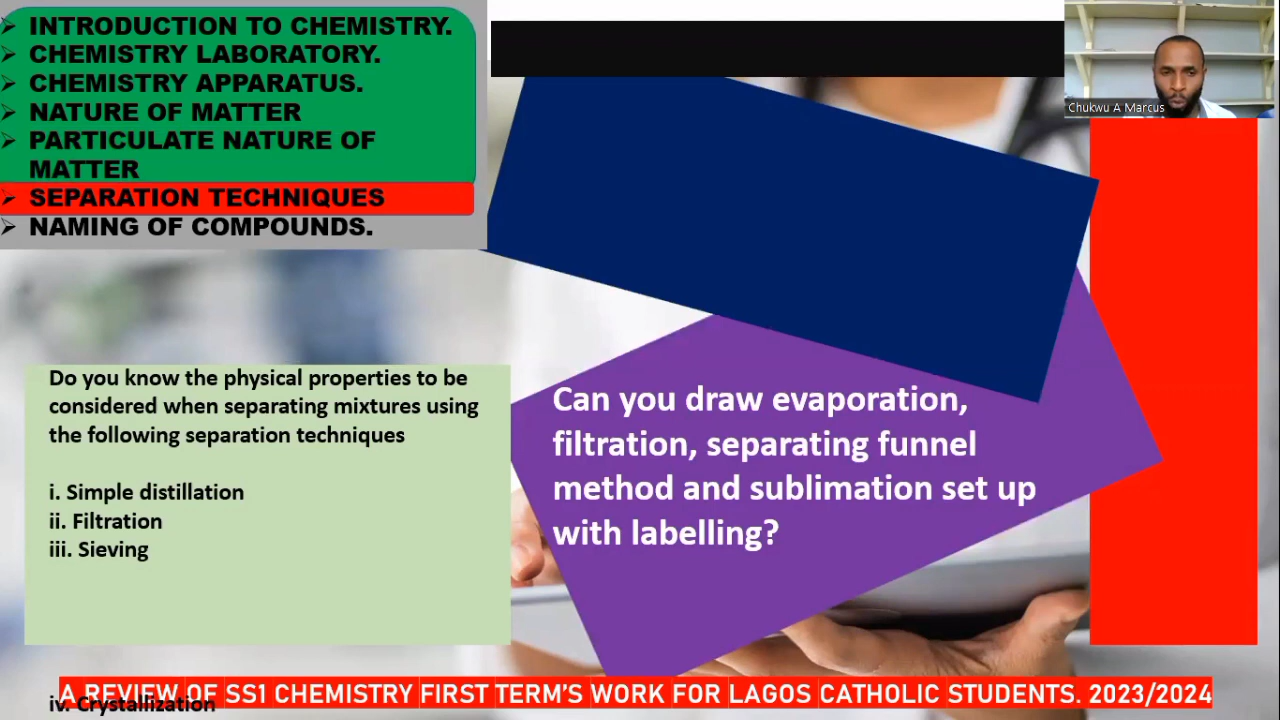 INTRODUCTION TO CHEMISTRY.
CHEMISTRY LABORATORY.
CHEMISTRY APPARATUS.
NATURE OF MATTER
PARTICULATE NATURE OF
MATTER
SEPARATION TECHNIQUES
NAMING OF COMPOUNDS.
Chukwu A Marcus
Do you know the physical properties to be
considered when separating mixtures using
the following separation techniques
i. Simple distillation
ii. Filtration
iii. Sieving
iv. Crystallization
Can you draw evaporation,
filtration, separating funnel
method and sublimation set up
with labelling?
A REVIEW OF SS1 CHEMISTRY FIRST TERM'S WORK FOR LAGOS CATHOLIC STUDENTS. 2023/2024